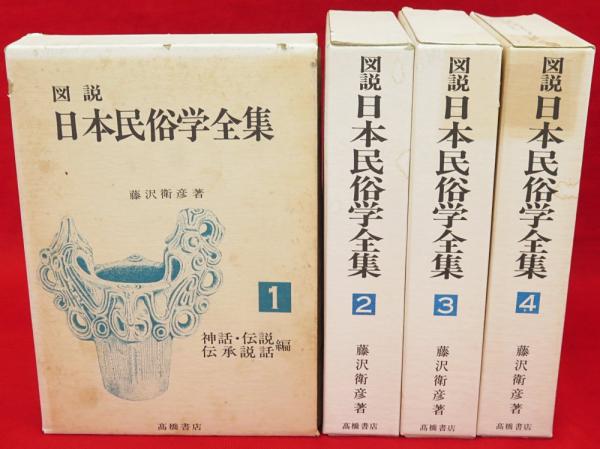 図説
日本民俗学全集
藤沢衛彦著
1
神話・伝説
伝承説話
編
髙橋書店
図説 日本民俗学全集
2
藤沢衛彦著
髙橋書店
図説 日本民俗学全集
3
藤沢衛彦著
髙橋書店
図説 日本民俗学全集
4
藤沢衛彦著
髙橋書店